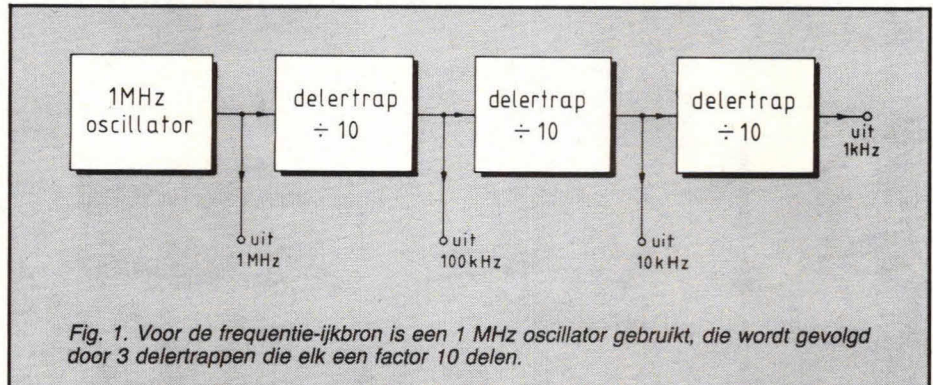 1MHz
oscillator
delertrap
÷ 10
delertrap
÷ 10
delertrap
÷ 10
uit
1kHz
uit
1MHz
uit
100kHz
uit
10kHz
Fig. 1. Voor de frequentie-ijkbron is een 1 MHz oscillator gebruikt, die wordt gevolgd
door 3 delertrappen die elk een factor 10 delen.